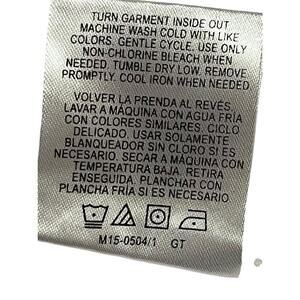 TURN GARMENT INSIDE OUT
MACHINE WASH COLD WITH LIKE
COLORS. GENTLE CYCLE. USE ONLY
NON-CHLORINE BLEACH WHEN
NEEDED. TUMBLE DRY LOW. REMOVE
PROMPTLY. COOL IRON WHEN NEEDED.
VOLVER LA PRENDA AL REVÉS.
LAVAR A MÁQUINA CON AGUA FRÍA
CON COLORES SIMILARES. CICLO
DELICADO. USAR SOLAMENTE
BLANQUEADOR SIN CLORO SI ES
NECESARIO. SECAR A MÁQUINA CON
TEMPERATURA BAJA. RETIRAR
ENSEGUIDA. PLANCHAR CON
PLANCHA FRÍA SI ES NECESARIO.
M15-0504/1 GT